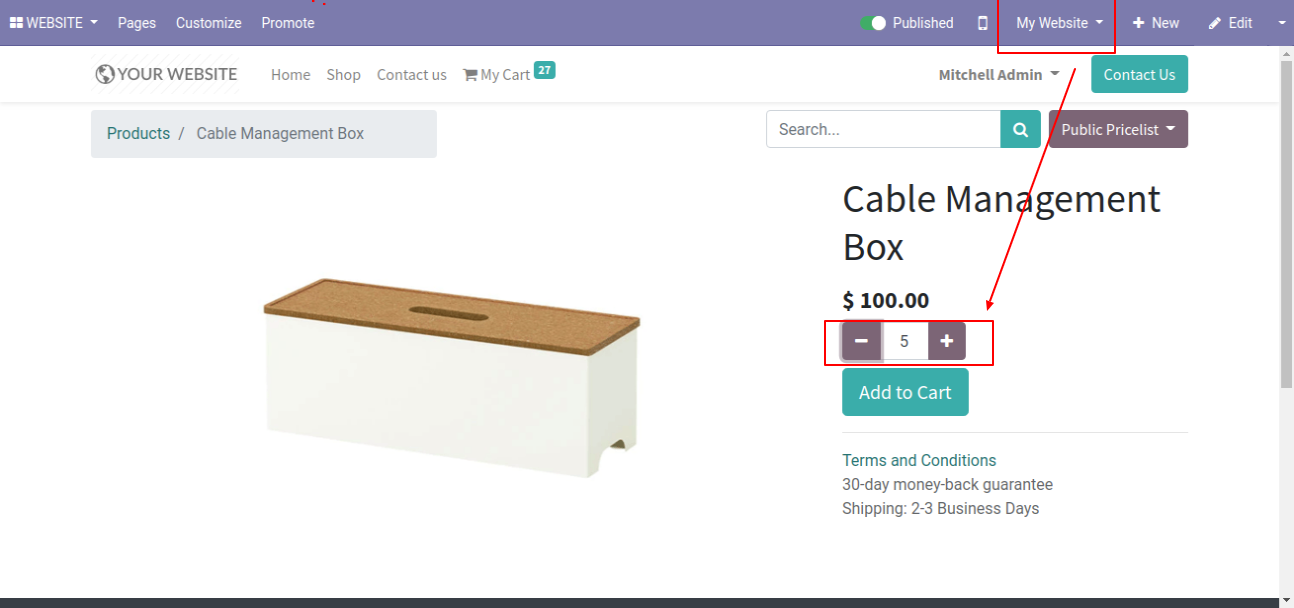 WEBSITE Pages Customize Promote Published My Website New Edit
YOUR WEBSITE Home Shop Contact us My Cart 27 Mitchell Admin Contact Us
Products / Cable Management Box Search... Public Pricelist
Cable Management
Box
$ 100.00
5
Add to Cart
Terms and Conditions
30-day money-back guarantee
Shipping: 2-3 Business Days